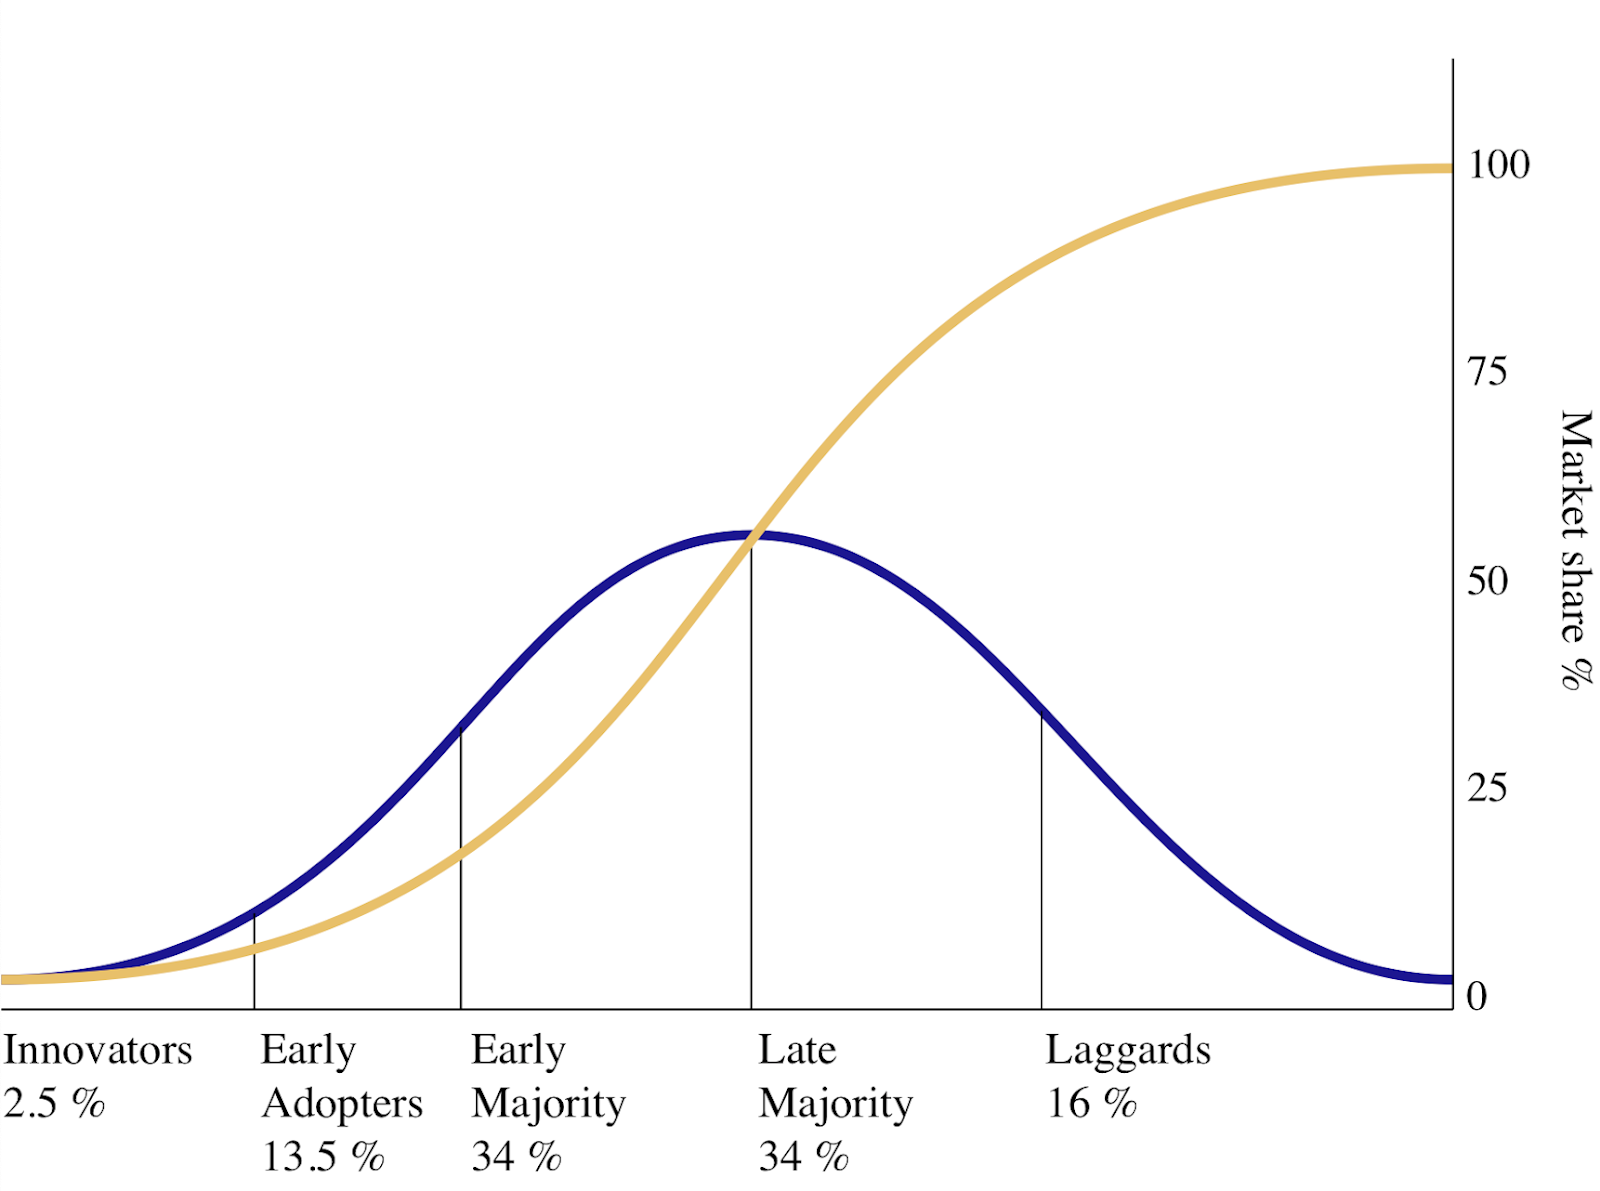 100
75
50
25
0
Market share %
Innovators
2.5 %
Early
Adopters
13.5 %
Early
Majority
34 %
Late
Majority
34 %
Laggards
16 %